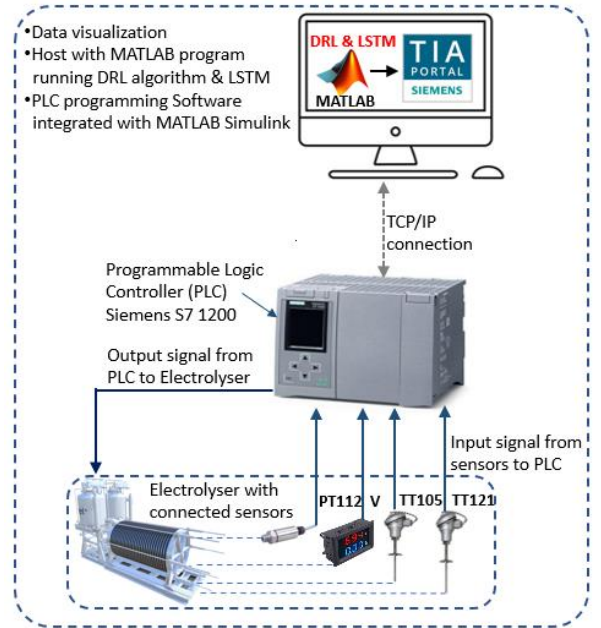 •Data visualization
•Host with MATLAB program
running DRL algorithm & LSTM
•PLC programming Software
integrated with MATLAB Simulink
DRL & LSTM
MATLAB
TIA
PORTAL
SIEMENS
TCP/IP
connection
Programmable Logic
Controller (PLC)
Siemens S7 1200
Output signal from
PLC to Electrolyser
Input signal from
sensors to PLC
Electrolyser with
connected sensors
PT112 V TT105 TT121